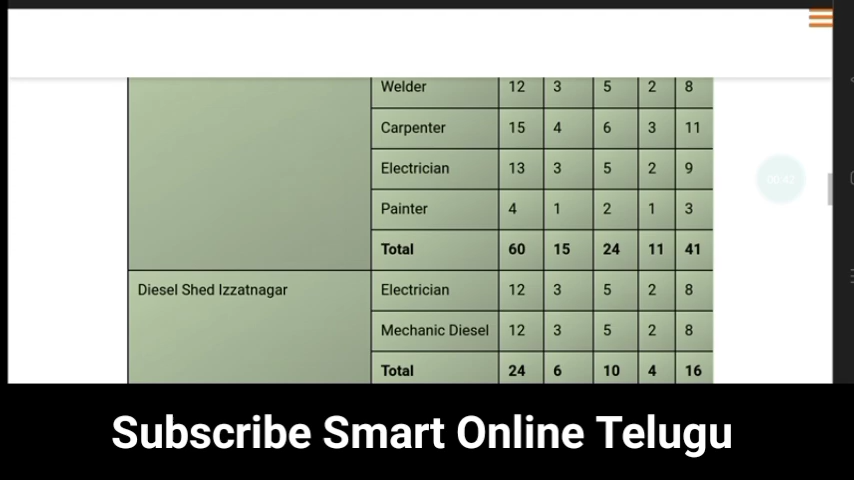 Welder 12 3 5 2 8
Carpenter 15 4 6 3 11
Electrician 13 3 5 2 9
Painter 4 1 2 1 3
Total 60 15 24 11 41
Diesel Shed Izzatnagar Electrician 12 3 5 2 8
Mechanic Diesel 12 3 5 2 8
Total 24 6 10 4 16
Subscribe Smart Online Telugu